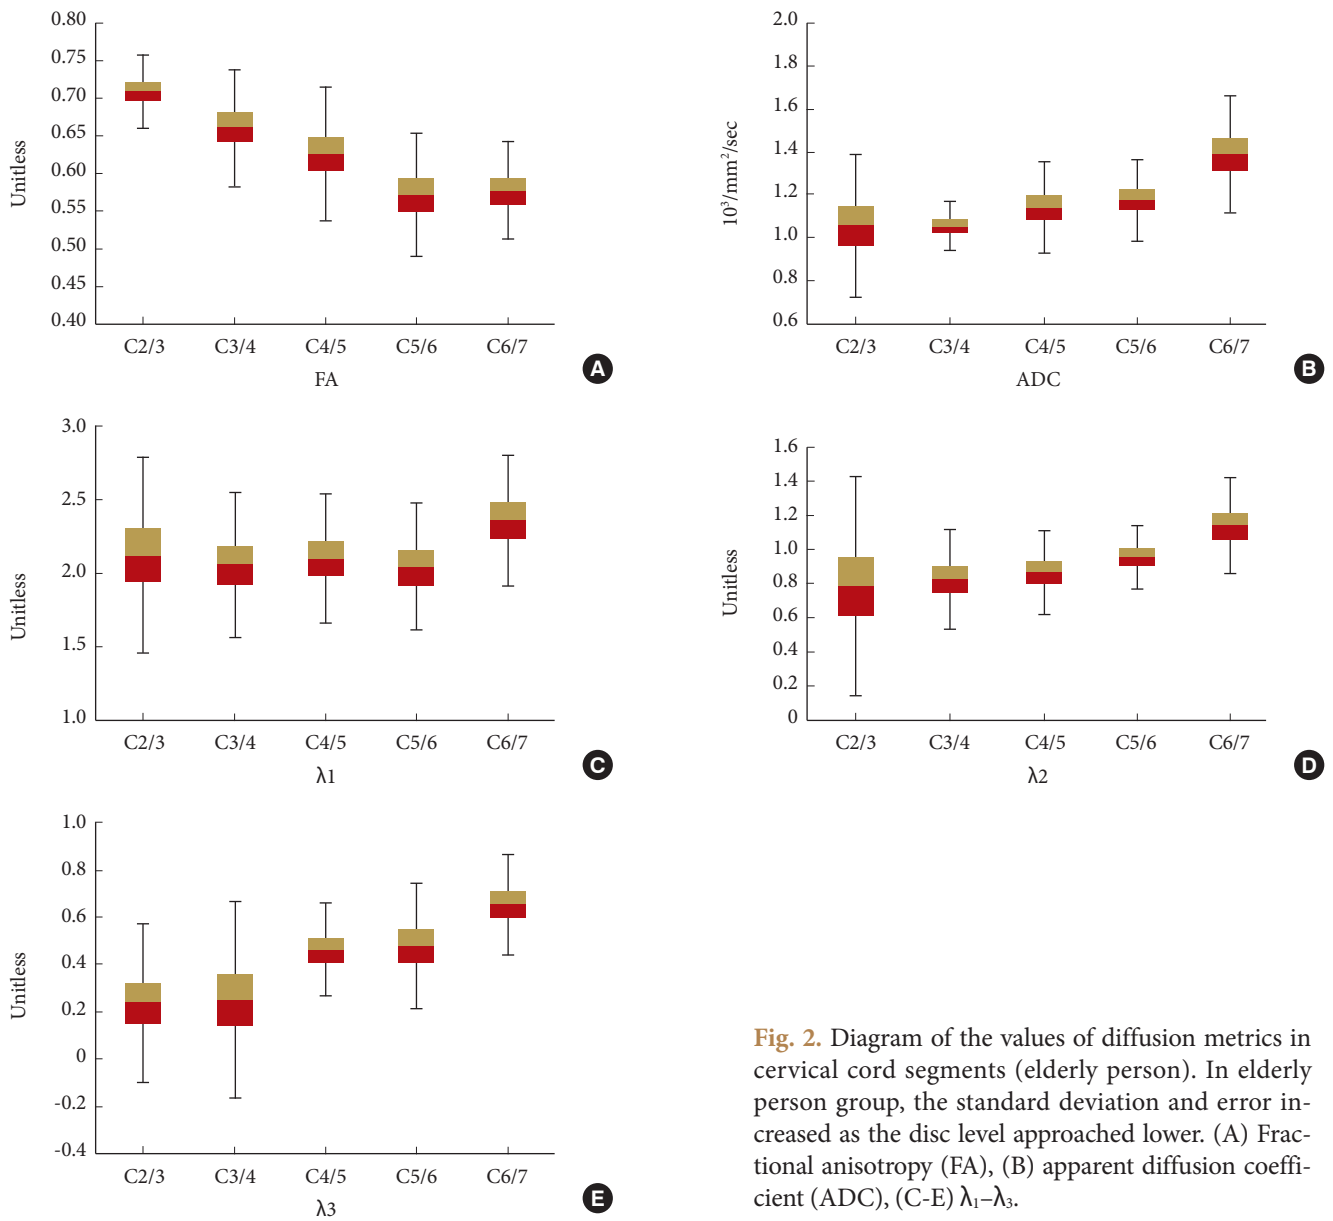 0.80
0.75
0.70
0.65
0.60
0.55
0.50
0.45
0.40
Unitless
C2/3 C3/4 C4/5 C5/6 C6/7
FA
A
2.0
1.8
1.6
1.4
1.2
1.0
0.8
0.6
10³/mm²/sec
C2/3 C3/4 C4/5 C5/6 C6/7
ADC
B
3.0
2.5
2.0
1.5
1.0
Unitless
C2/3 C3/4 C4/5 C5/6 C6/7
λ1
C
1.6
1.4
1.2
1.0
0.8
0.6
0.4
0.2
0
Unitless
C2/3 C3/4 C4/5 C5/6 C6/7
λ2
D
1.0
0.8
0.6
0.4
0.2
0
-0.2
-0.4
Unitless
C2/3 C3/4 C4/5 C5/6 C6/7
λ3
E
Fig. 2. Diagram of the values of diffusion metrics in
cervical cord segments (elderly person). In elderly
person group, the standard deviation and error in-
creased as the disc level approached lower. (A) Frac-
tional anisotropy (FA), (B) apparent diffusion coeffi-
cient (ADC), (C-E) λ₁–λ₃.